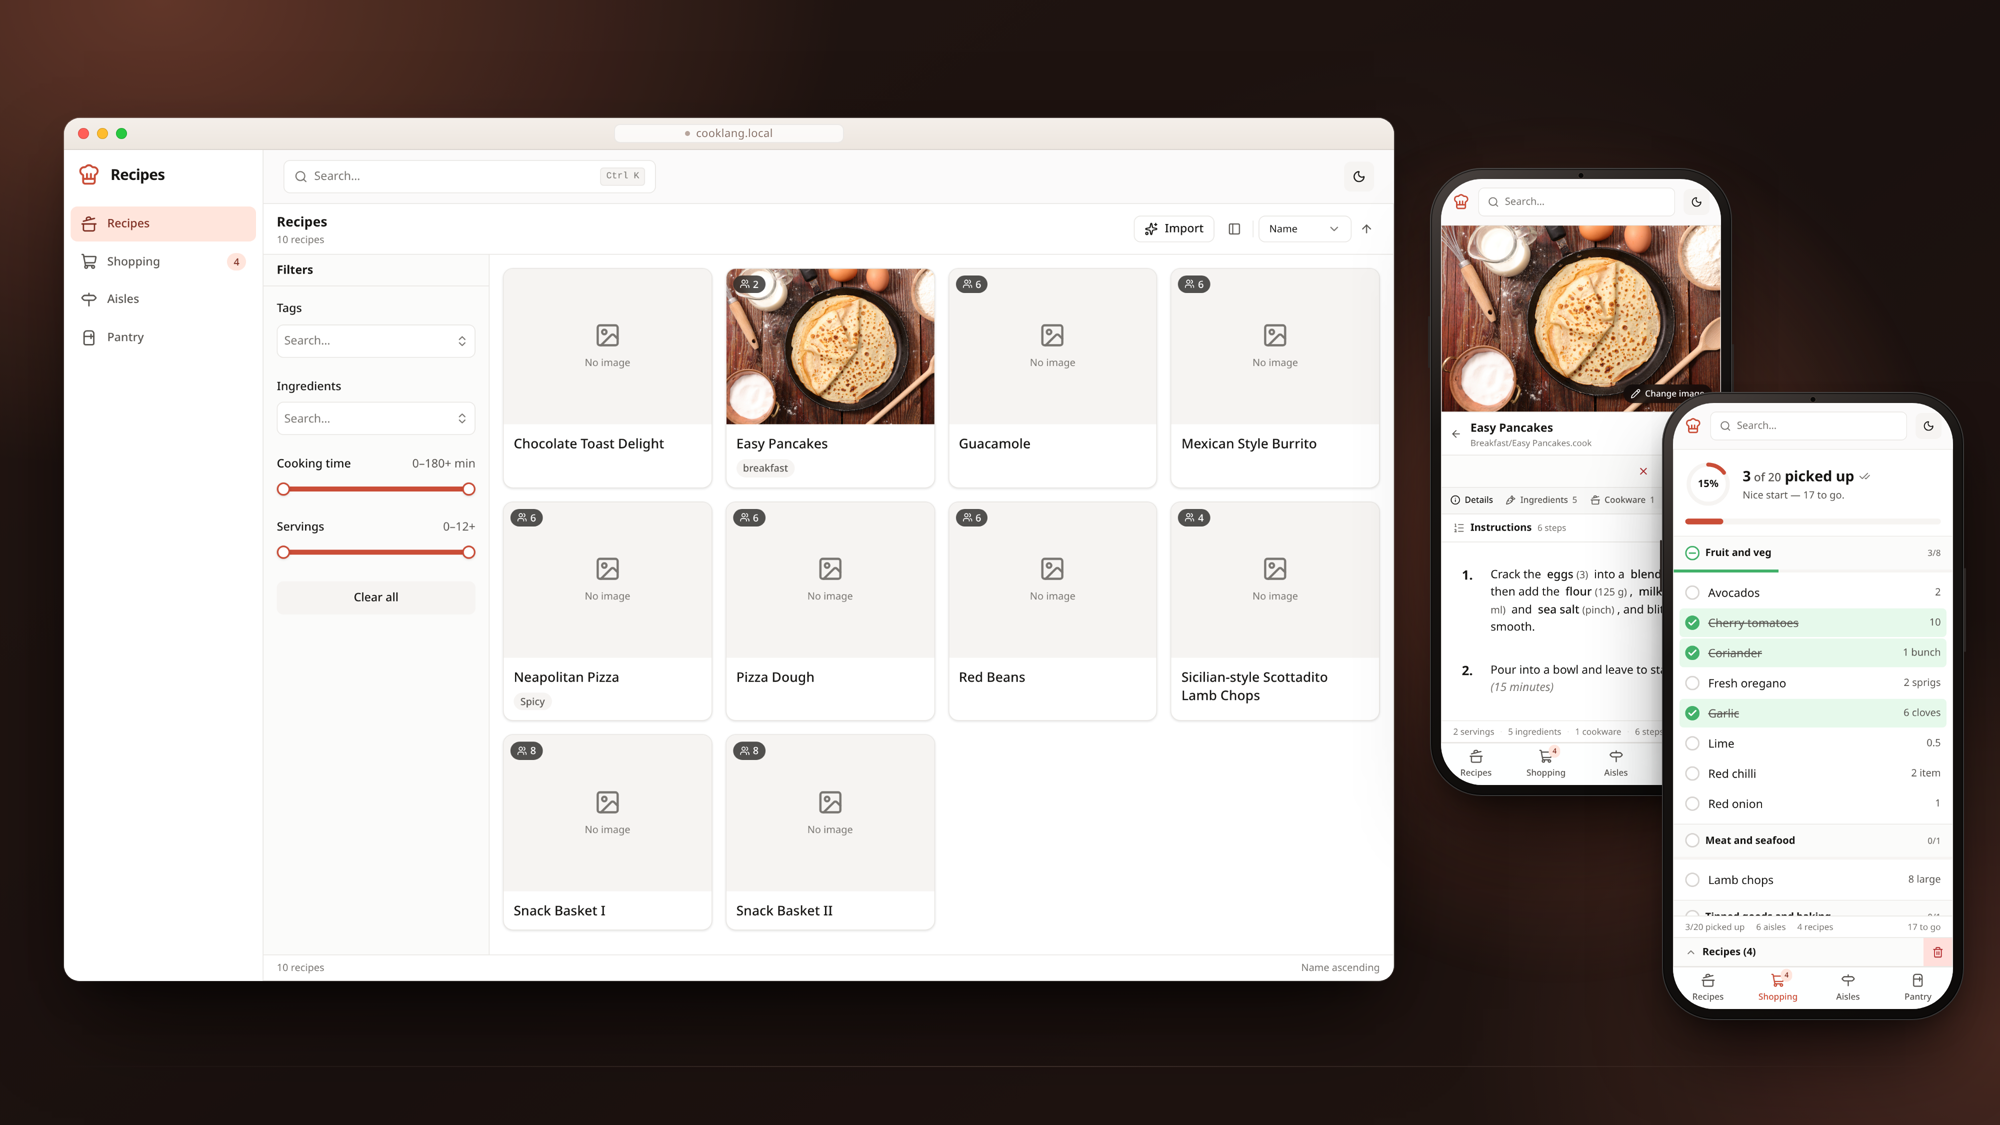 cooklang.local
Recipes
Search...
Ctrl K
Recipes
Shopping
4
Aisles
Pantry
Recipes
10 recipes
Import
Name
Filters
Tags
Search...
Ingredients
Search...
Cooking time
0–180+ min
Servings
0–12+
Clear all
No image
Chocolate Toast Delight
2
Easy Pancakes
breakfast
6
No image
Guacamole
6
No image
Mexican Style Burrito
6
No image
Neapolitan Pizza
Spicy
6
No image
Pizza Dough
6
No image
Red Beans
4
No image
Sicilian-style Scottadito
Lamb Chops
8
No image
Snack Basket I
8
No image
Snack Basket II
10 recipes
Name ascending
Search...
Change image
Easy Pancakes
Breakfast/Easy Pancakes.cook
Details
Ingredients 5
Cookware 1
Instructions 6 steps
1. Crack the eggs (3) into a blend
then add the flour (125 g) , milk
ml) and sea salt (pinch) , and blit
smooth.
2. Pour into a bowl and leave to sta
(15 minutes)
2 servings · 5 ingredients · 1 cookware · 6 steps
Recipes
4
Shopping
Aisles
Search...
15%
3 of 20 picked up
Nice start — 17 to go.
Fruit and veg 3/8
Avocados 2
Cherry tomatoes 10
Coriander 1 bunch
Fresh oregano 2 sprigs
Garlic 6 cloves
Lime 0.5
Red chilli 2 item
Red onion 1
Meat and seafood 0/1
Lamb chops 8 large
Tinned goods and baking
3/20 picked up 6 aisles 4 recipes 17 to go
Recipes (4)
Recipes
4
Shopping
Aisles
Pantry